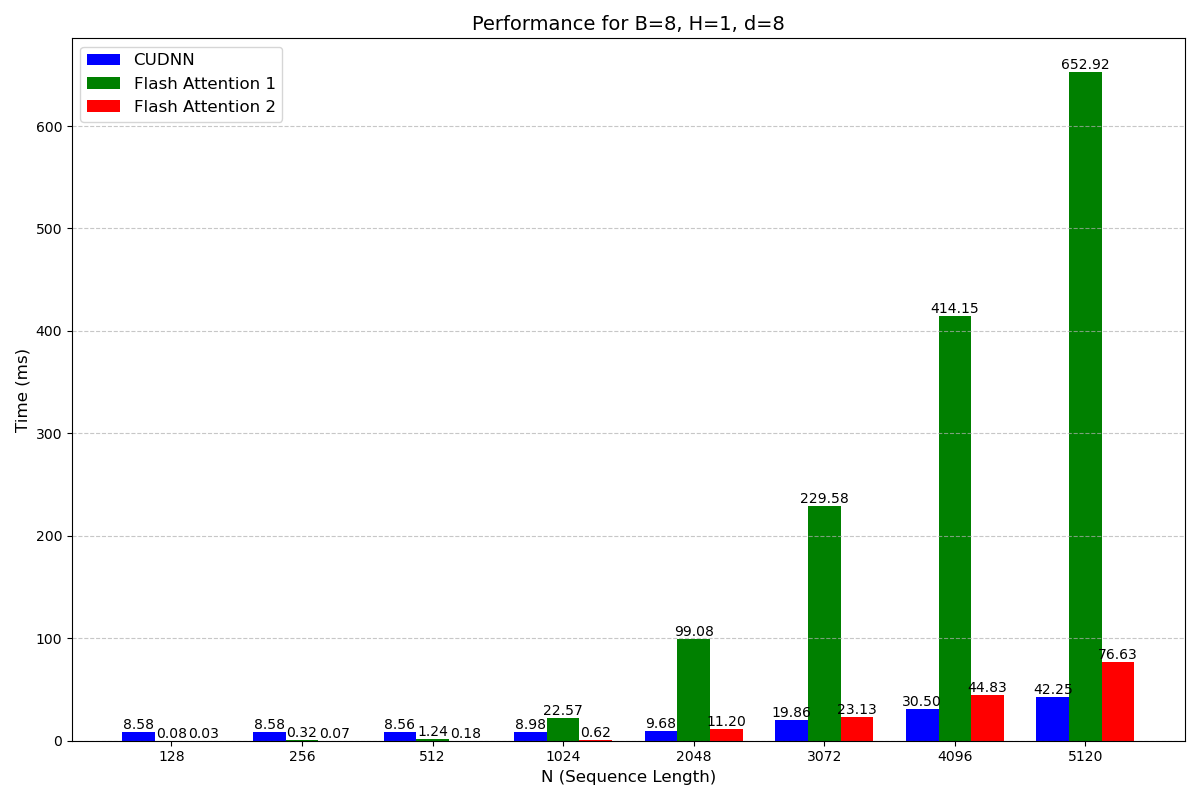 Performance for B=8, H=1, d=8
CUDNN
Flash Attention 1
Flash Attention 2
Time (ms)
600
500
400
300
200
100
0
8.58 0.08 0.03
8.58 0.32 0.07
8.56 1.24 0.18
8.98 22.57 0.62
9.68 99.08 11.20
19.86 229.58 23.13
30.50 414.15 44.83
42.25 652.92 76.63
128 256 512 1024 2048 3072 4096 5120
N (Sequence Length)